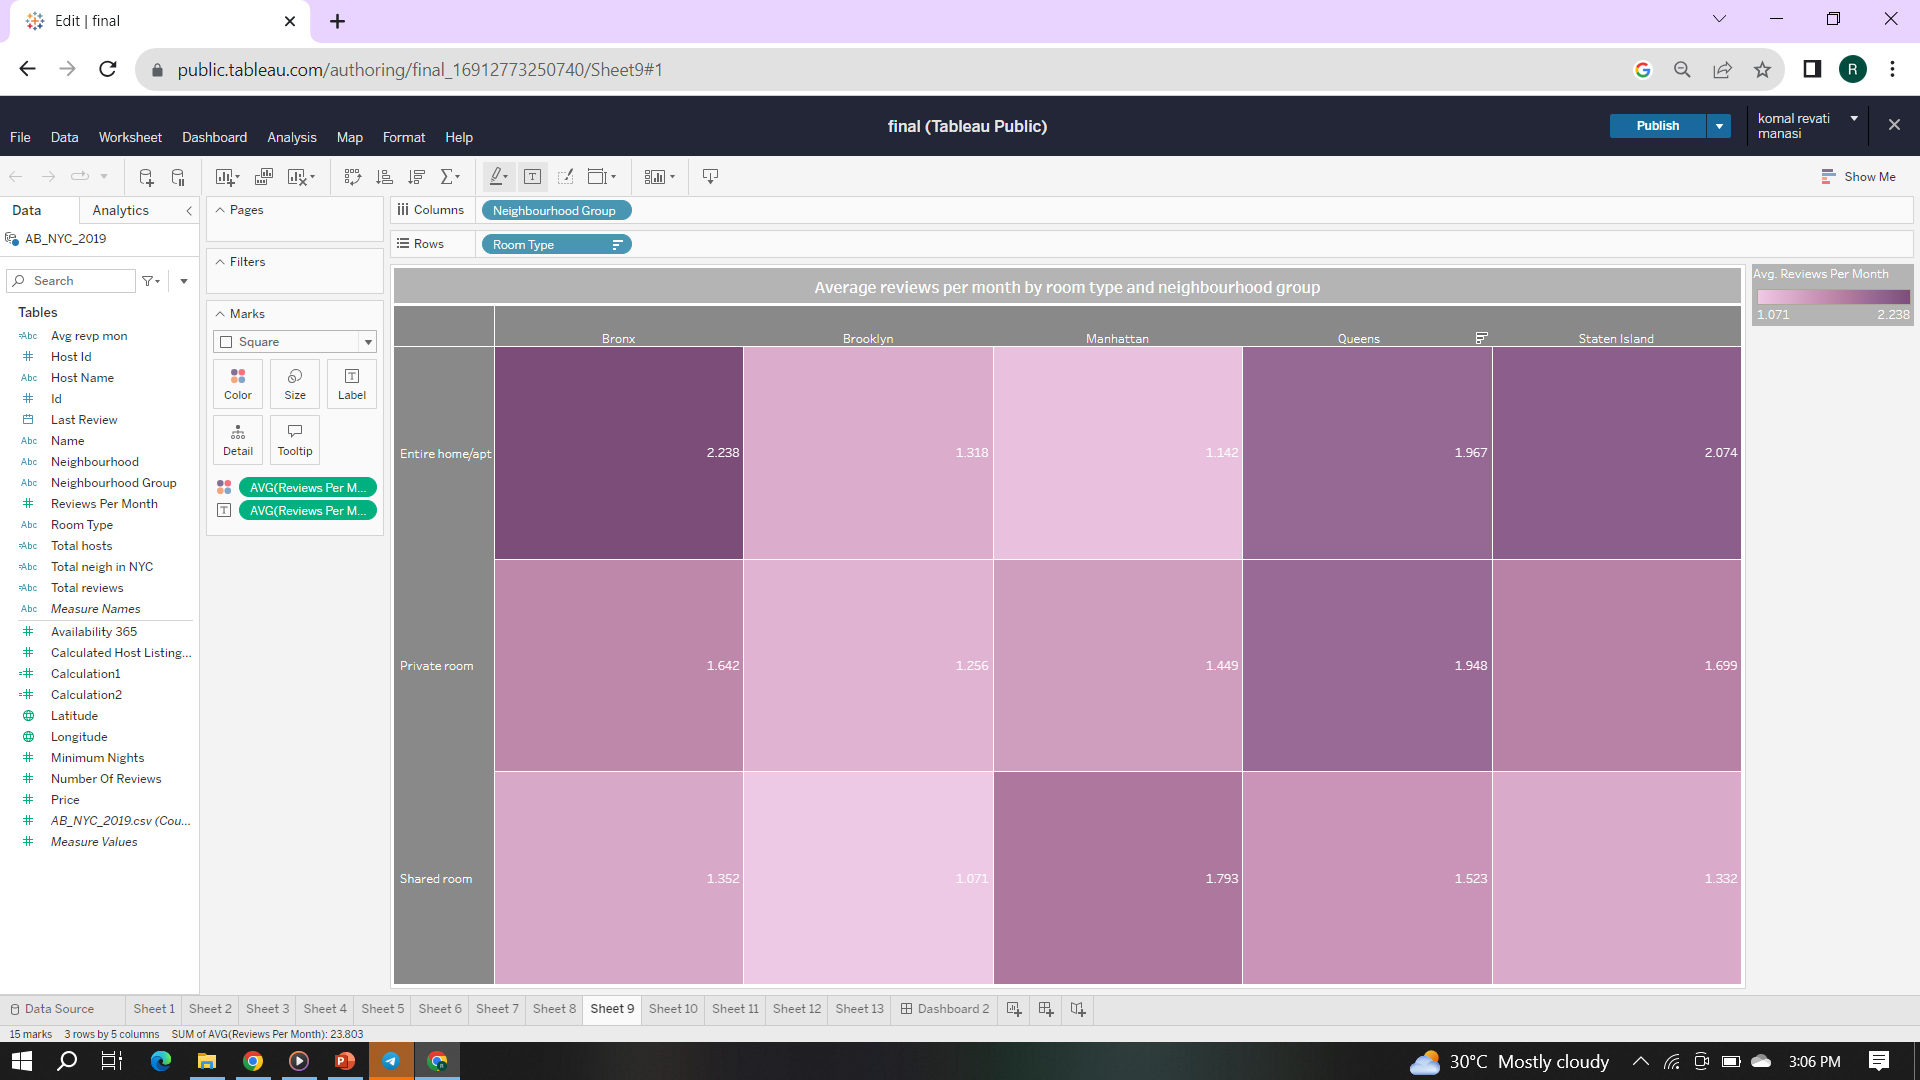 Edit | final
public.tableau.com/authoring/final_16912773250740/Sheet9#1
R
File Data Worksheet Dashboard Analysis Map Format Help
final (Tableau Public)
Publish
komal revati
manasi
Show Me
Data Analytics
AB_NYC_2019
Search
Tables
Abc Avg revp mon
Host Id
Abc Host Name
Id
Last Review
Abc Name
Abc Neighbourhood
Abc Neighbourhood Group
Reviews Per Month
Abc Room Type
Abc Total hosts
Abc Total neigh in NYC
Abc Total reviews
Abc Measure Names
Availability 365
Calculated Host Listing...
Calculation1
Calculation2
Latitude
Longitude
Minimum Nights
Number Of Reviews
Price
AB_NYC_2019.csv (Cou...
Measure Values
Pages
Filters
Marks
Square
Color Size Label
Detail Tooltip
AVG(Reviews Per M...
AVG(Reviews Per M...
Columns Neighbourhood Group
Rows Room Type
Average reviews per month by room type and neighbourhood group
Bronx Brooklyn Manhattan Queens Staten Island
Entire home/apt 2.238 1.318 1.142 1.967 2.074
Private room 1.642 1.256 1.449 1.948 1.699
Shared room 1.352 1.071 1.793 1.523 1.332
Avg. Reviews Per Month
1.071 2.238
Data Source Sheet 1 Sheet 2 Sheet 3 Sheet 4 Sheet 5 Sheet 6 Sheet 7 Sheet 8 Sheet 9 Sheet 10 Sheet 11 Sheet 12 Sheet 13 Dashboard 2
15 marks 3 rows by 5 columns SUM of AVG(Reviews Per Month): 23.803
30°C Mostly cloudy 3:06 PM